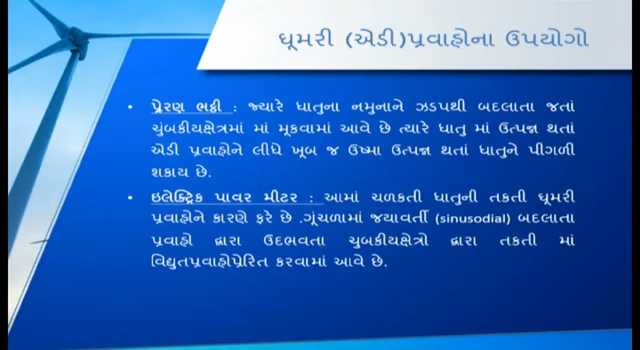 ઘૂમરી (એડી)પ્રવાહોના ઉપયોગો
• પ્રેરણ ભઠ્ઠી : જ્યારે ધાતુના નમુનાને ઝડપથી બદલાતા જતાં
ચુંબકીયક્ષેત્રમાં માં મૂકવામાં આવે છે ત્યારે ધાતુ માં ઉત્પન્ન થતાં
એડી પ્રવાહોને લીધે ખૂબ જ ઉષ્મા ઉત્પન્ન થતાં ધાતુને પીગળી
શકાય છે.
• ઇલેક્ટ્રિક પાવર મીટર : આમાં ચળકતી ધાતુની તકતી ઘૂમરી
પ્રવાહોને કારણે ફરે છે .ગૂંચળામાં જયાવર્તી (sinusodial) બદલાતા
પ્રવાહો દ્વારા ઉદભવતા ચુબકીયક્ષેત્રો દ્વારા તકતી માં
વિદ્યુતપ્રવાહોપ્રેરિત કરવામાં આવે છે.